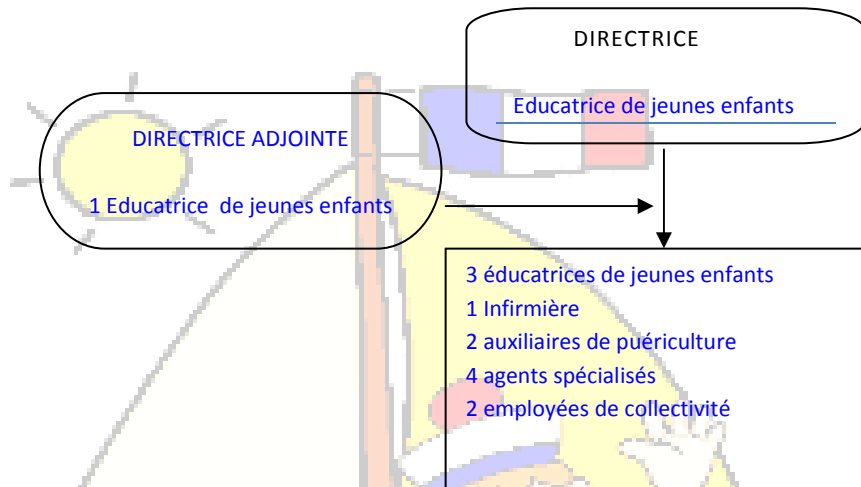 DIRECTRICE
Educatrice de jeunes enfants
DIRECTRICE ADJOINTE
1 Educatrice de jeunes enfants
3 éducatrices de jeunes enfants
1 Infirmière
2 auxiliaires de puériculture
4 agents spécialisés
2 employées de collectivité